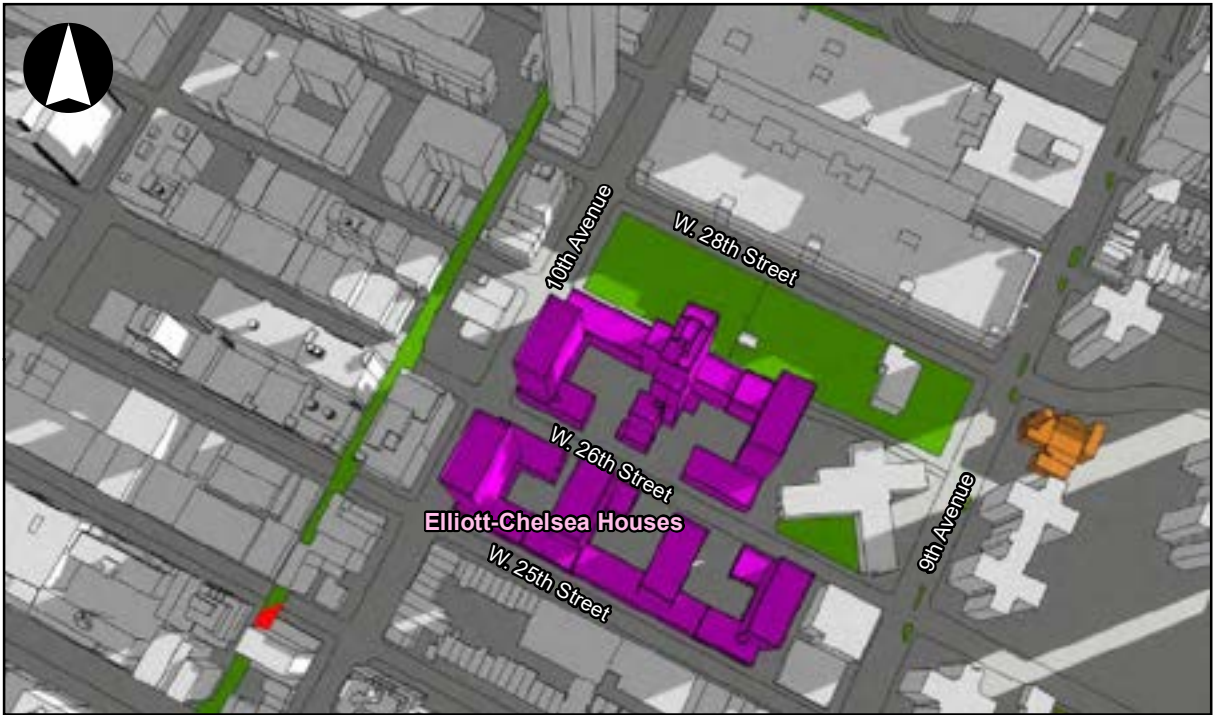 W. 28th Street
10th Avenue
W. 26th Street
Elliott-Chelsea Houses
9th Avenue
W. 25th Street